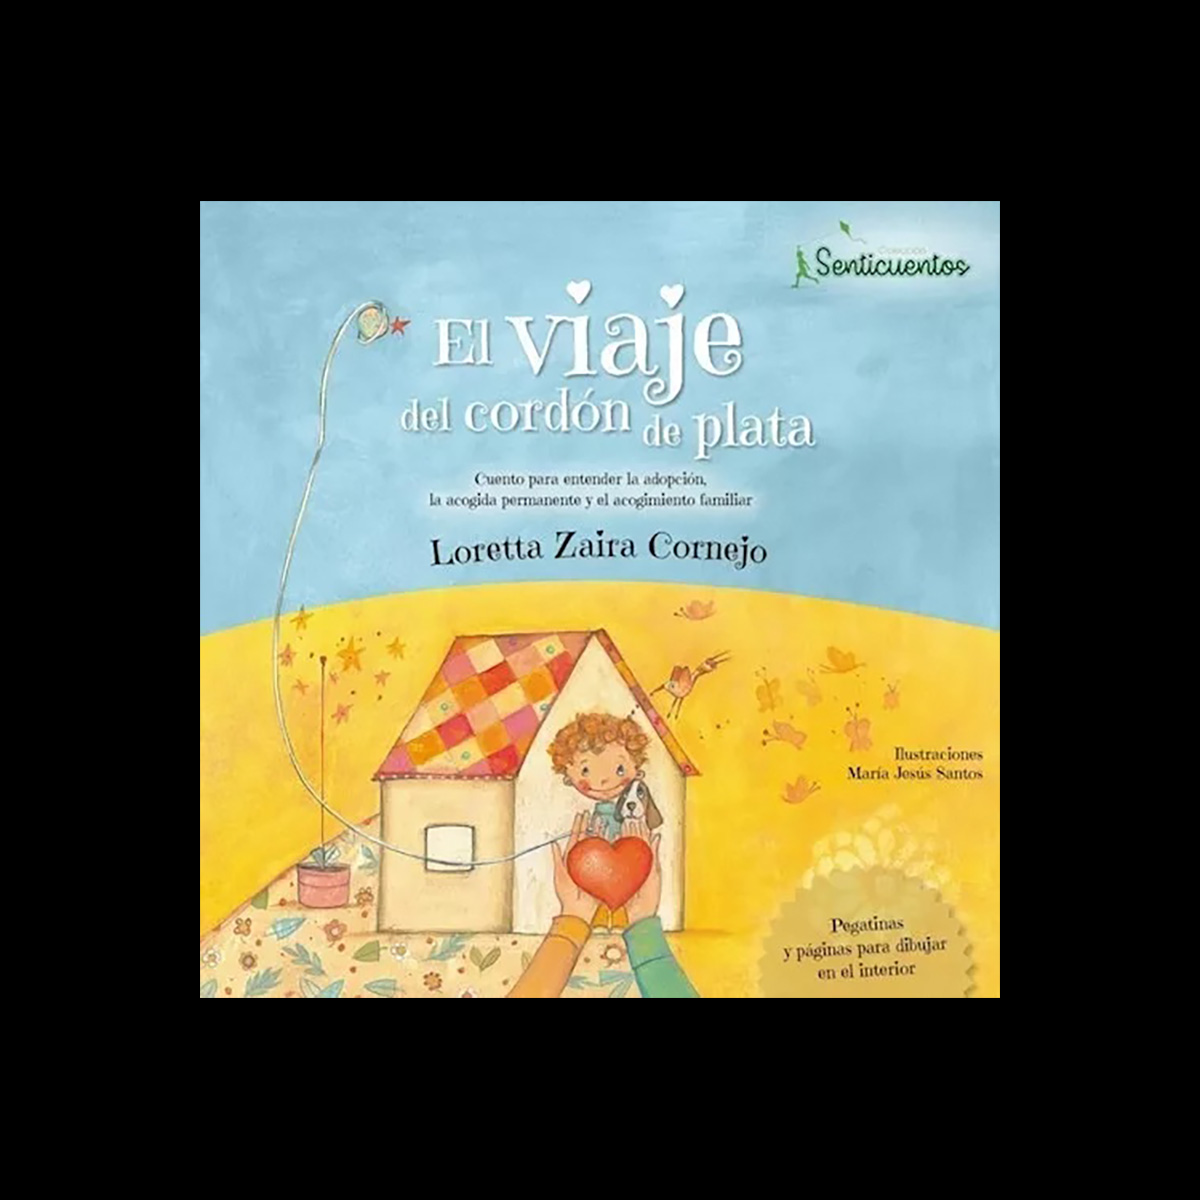 Colección
Senticuentos
El viaje
del cordón de plata
Cuento para entender la adopción,
la acogida permanente y el acogimiento familiar
Loretta Zaira Cornejo
Ilustraciones
María Jesús Santos
Pegatinas
y páginas para dibujar
en el interior